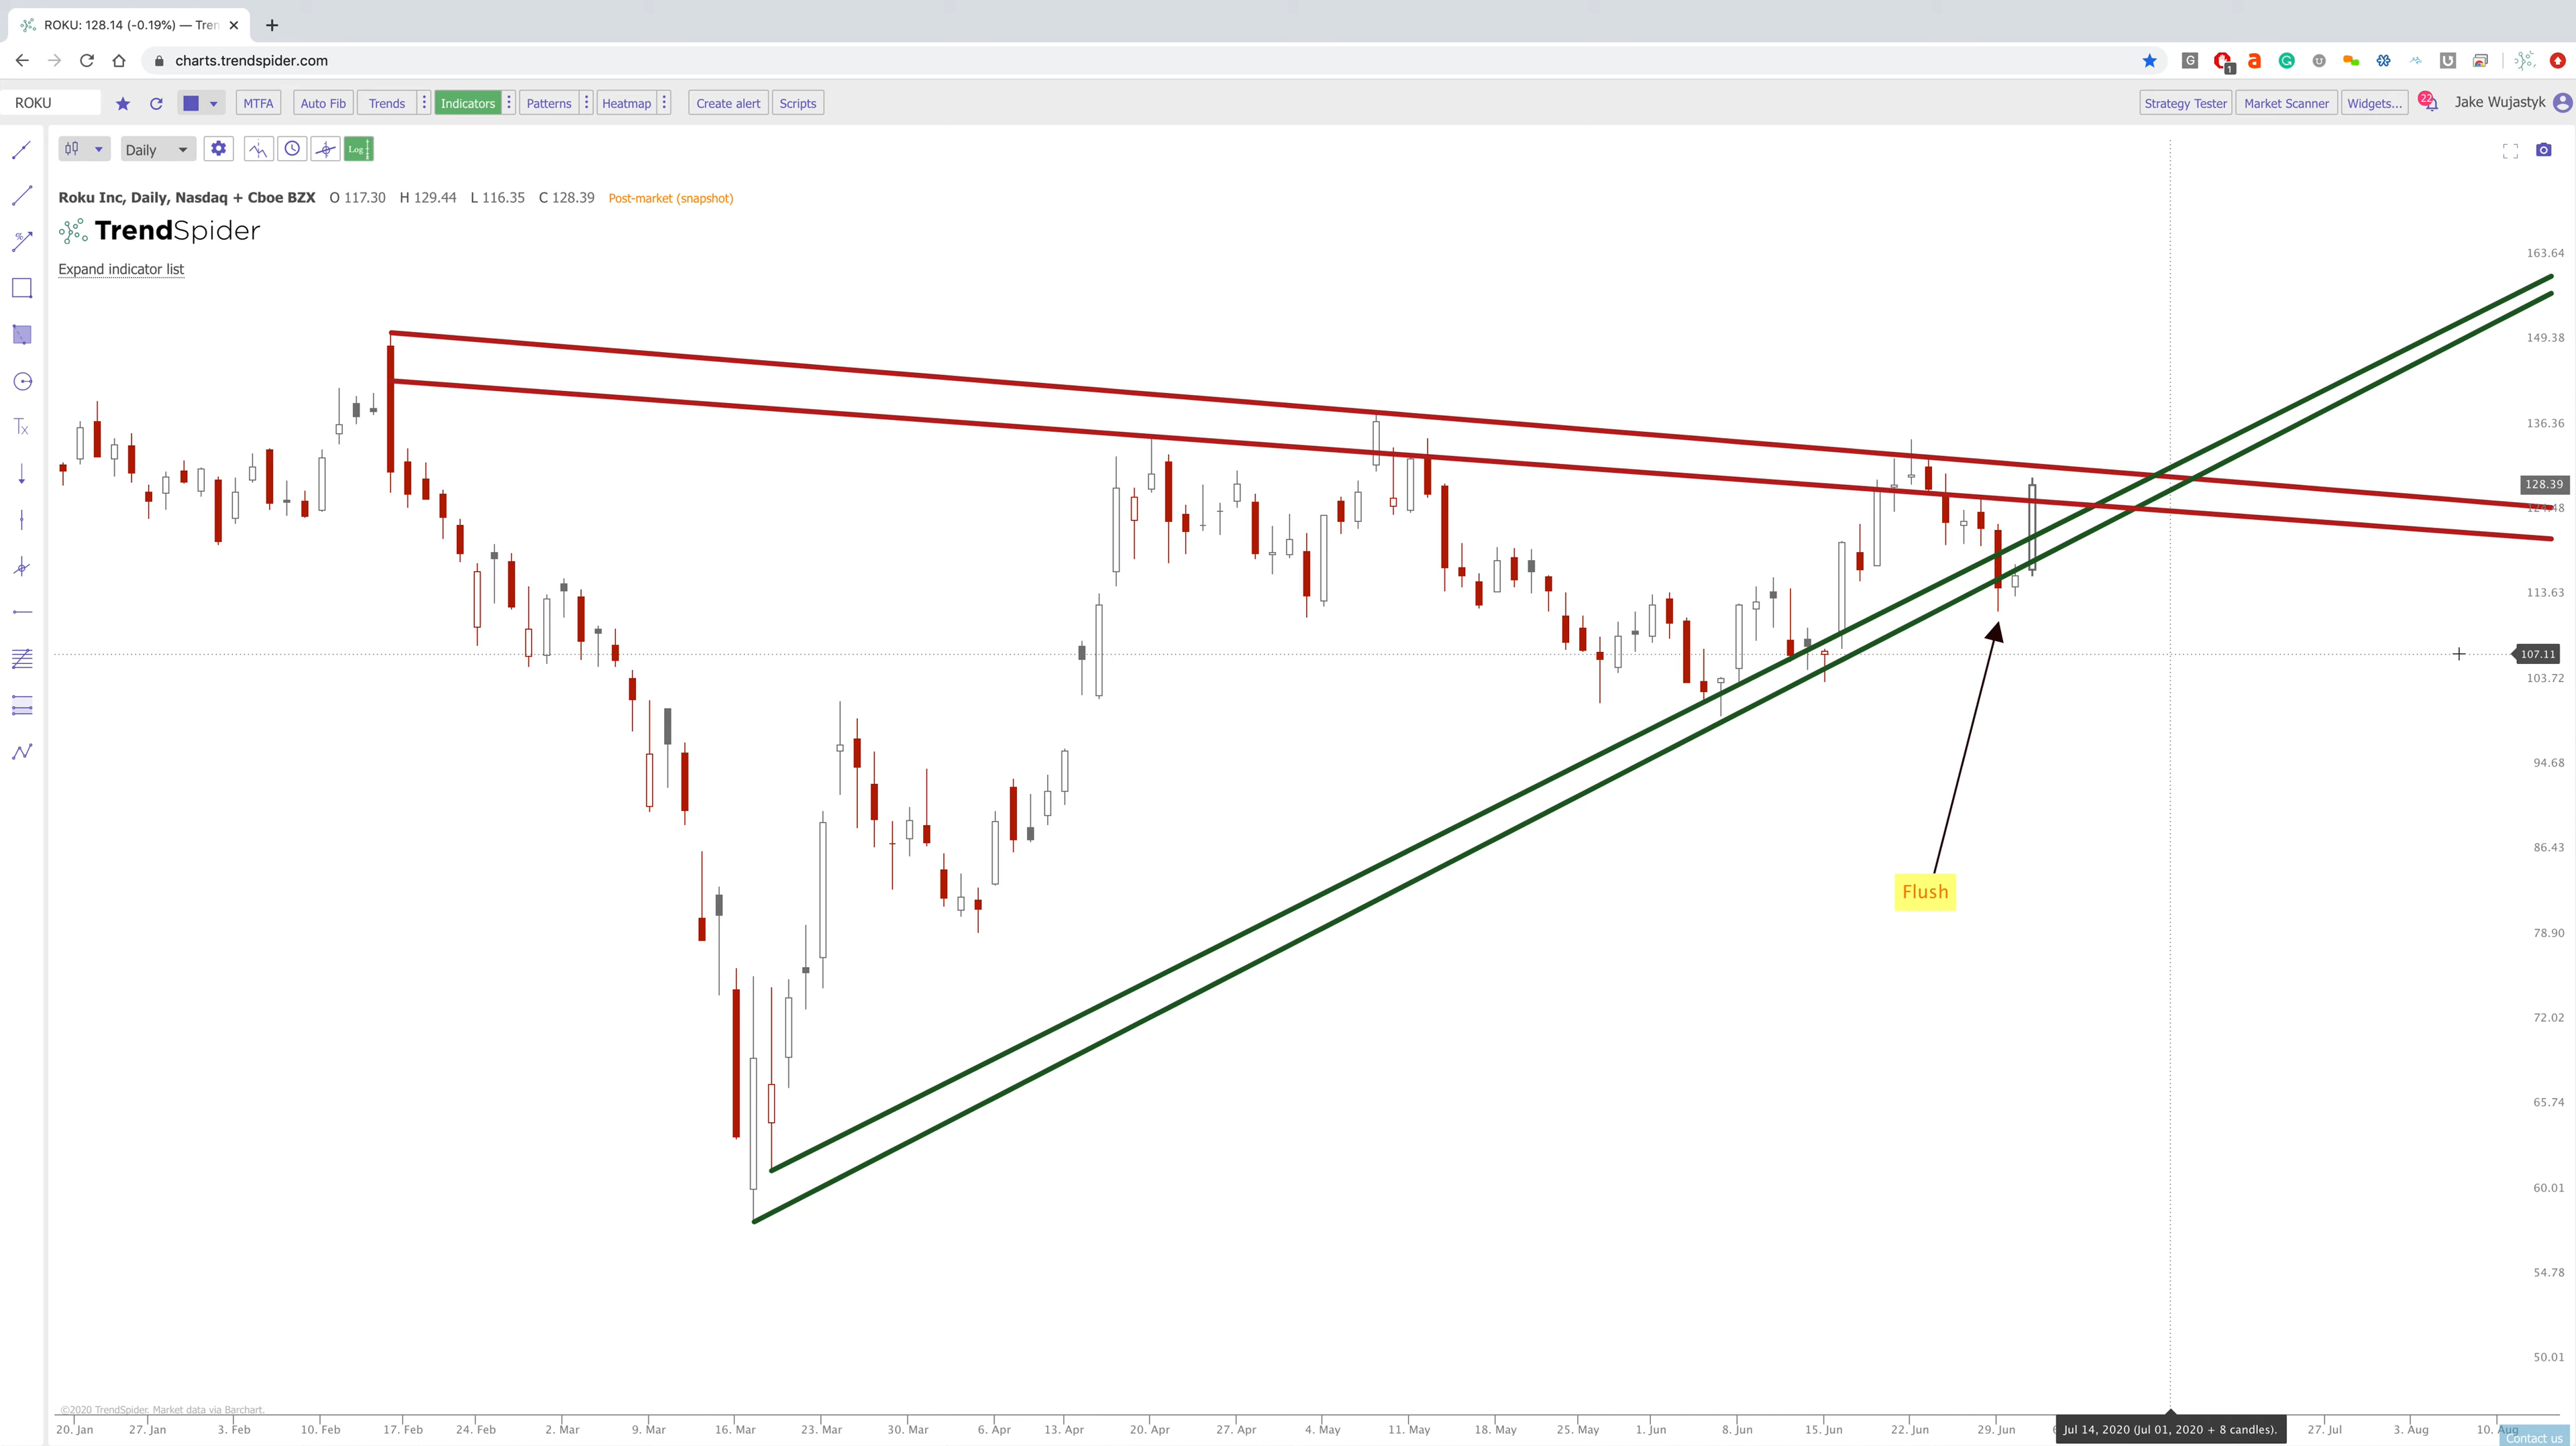 ROKU: 128.14 (-0.19%) — Tren
charts.trendspider.com
1
ROKU
MTFA
Auto Fib
Trends
Indicators
Patterns
Heatmap
Create alert
Scripts
Strategy Tester
Market Scanner
Widgets...
22
Jake Wujastyk
Daily
Log
Roku Inc, Daily, Nasdaq + Cboe BZX O 117.30 H 129.44 L 116.35 C 128.39 Post-market (snapshot)
TrendSpider
Expand indicator list
163.64
149.38
136.36
128.39
124.48
113.63
107.11
103.72
94.68
86.43
Flush
78.90
72.02
65.74
60.01
54.78
50.01
©2020 TrendSpider. Market data via Barchart.
20. Jan 27. Jan 3. Feb 10. Feb 17. Feb 24. Feb 2. Mar 9. Mar 16. Mar 23. Mar 30. Mar 6. Apr 13. Apr 20. Apr 27. Apr 4. May 11. May 18. May 25. May 1. Jun 8. Jun 15. Jun 22. Jun 29. Jun Jul 14, 2020 (Jul 01, 2020 + 8 candles). 27. Jul 3. Aug 10. Aug
Contact us